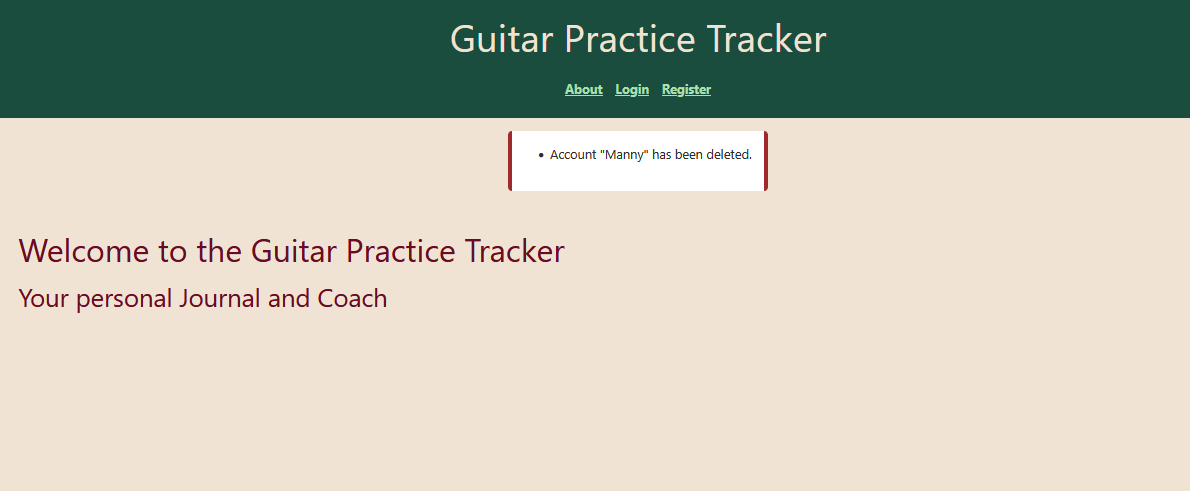 Guitar Practice Tracker
About Login Register
Account "Manny" has been deleted.
Welcome to the Guitar Practice Tracker
Your personal Journal and Coach